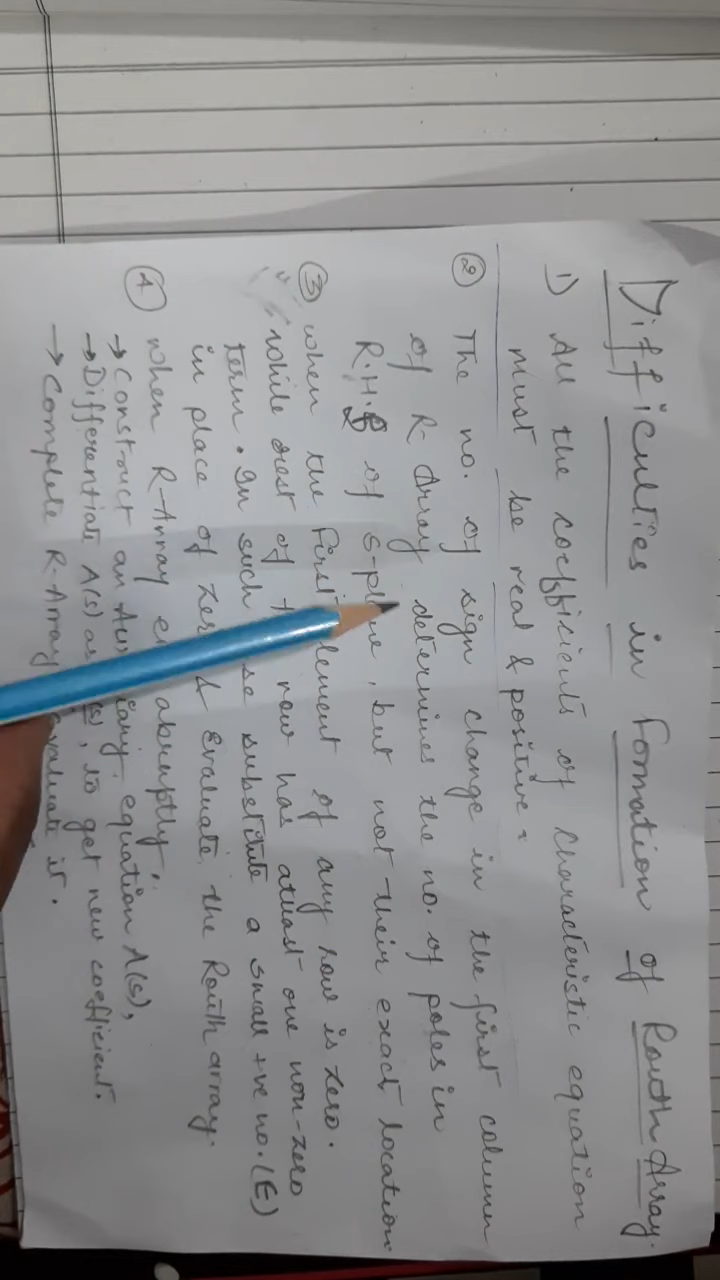 Difficulties in Formation of Routh Array.
1) All the coefficients of characteristic equation
must be real & positive.
② The no. of sign change in the first column
of R Array determines the no. of poles in
R.H.S of s-plane, but not their exact location
③ when the first element of any row is zero.
while rest of row has atleast one non-zero
term. In such substitute a small +ve no. (E)
in place of & Evaluate the Routh array.
④ when R-Array abruptly".
→ Construct an equation A(s),
→ Differentiate A(s) as to get new coefficient.
→ Complete R-Array evaluate it.